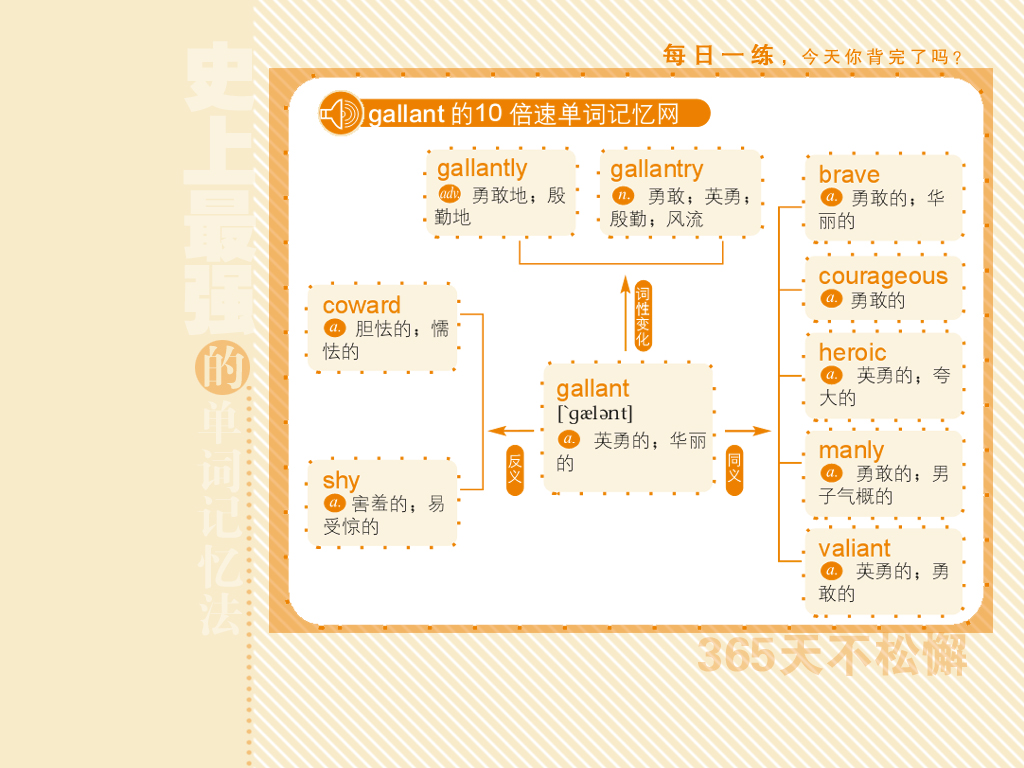 每日一练，今天你背完了吗？
史上最强的单词记忆法
gallant 的10 倍速单词记忆网
gallantly
adv. 勇敢地；殷
勤地
gallantry
n. 勇敢；英勇；
殷勤；风流
brave
a. 勇敢的；华
丽的
courageous
a. 勇敢的
heroic
a. 英勇的；夸
大的
manly
a. 勇敢的；男
子气概的
valiant
a. 英勇的；勇
敢的
词性变化
coward
a. 胆怯的；懦
怯的
shy
a. 害羞的；易
受惊的
gallant
[`ɡælənt]
a. 英勇的；华丽
的
反义
同义
365天不松懈